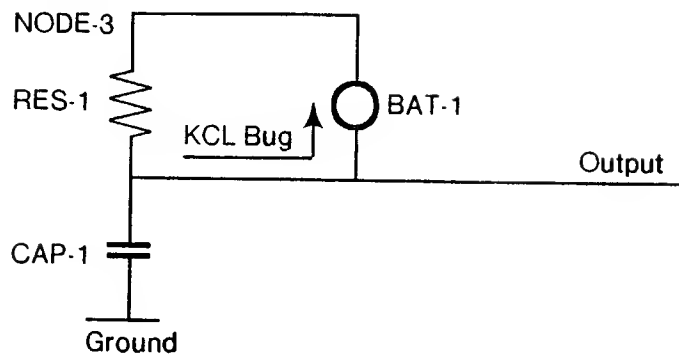 NODE-3
RES-1
BAT-1
KCL Bug
Output
CAP-1
Ground